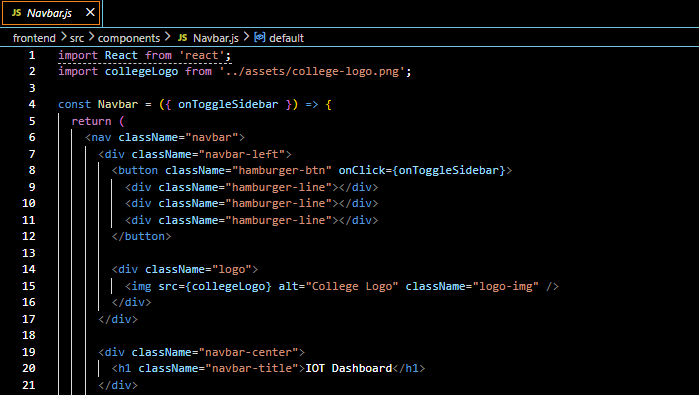 JS Navbar.js ×
frontend > src > components > JS Navbar.js > default
1 import React from 'react';
2 import collegeLogo from '../assets/college-logo.png';
3
4 const Navbar = ({ onToggleSidebar }) => {
5   return (
6     <nav className="navbar">
7       <div className="navbar-left">
8         <button className="hamburger-btn" onClick={onToggleSidebar}>
9           <div className="hamburger-line"></div>
10           <div className="hamburger-line"></div>
11           <div className="hamburger-line"></div>
12         </button>
13
14         <div className="logo">
15           <img src={collegeLogo} alt="College Logo" className="logo-img" />
16         </div>
17       </div>
18
19       <div className="navbar-center">
20         <h1 className="navbar-title">IOT Dashboard</h1>
21       </div>